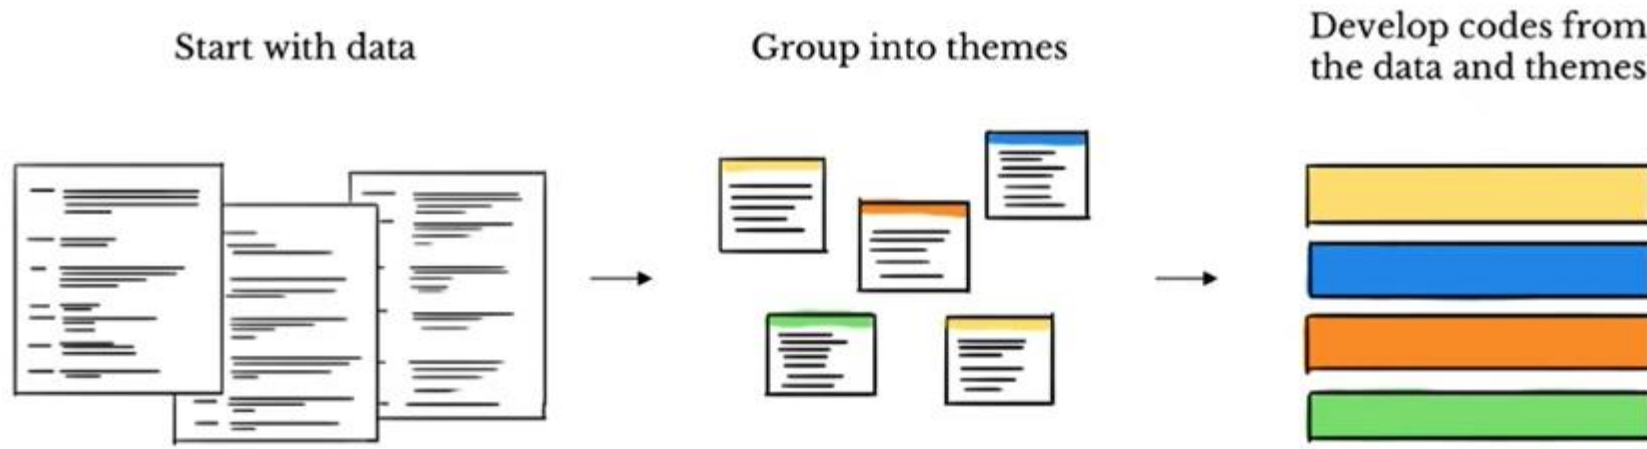 Start with data
Group into themes
Develop codes from
the data and themes